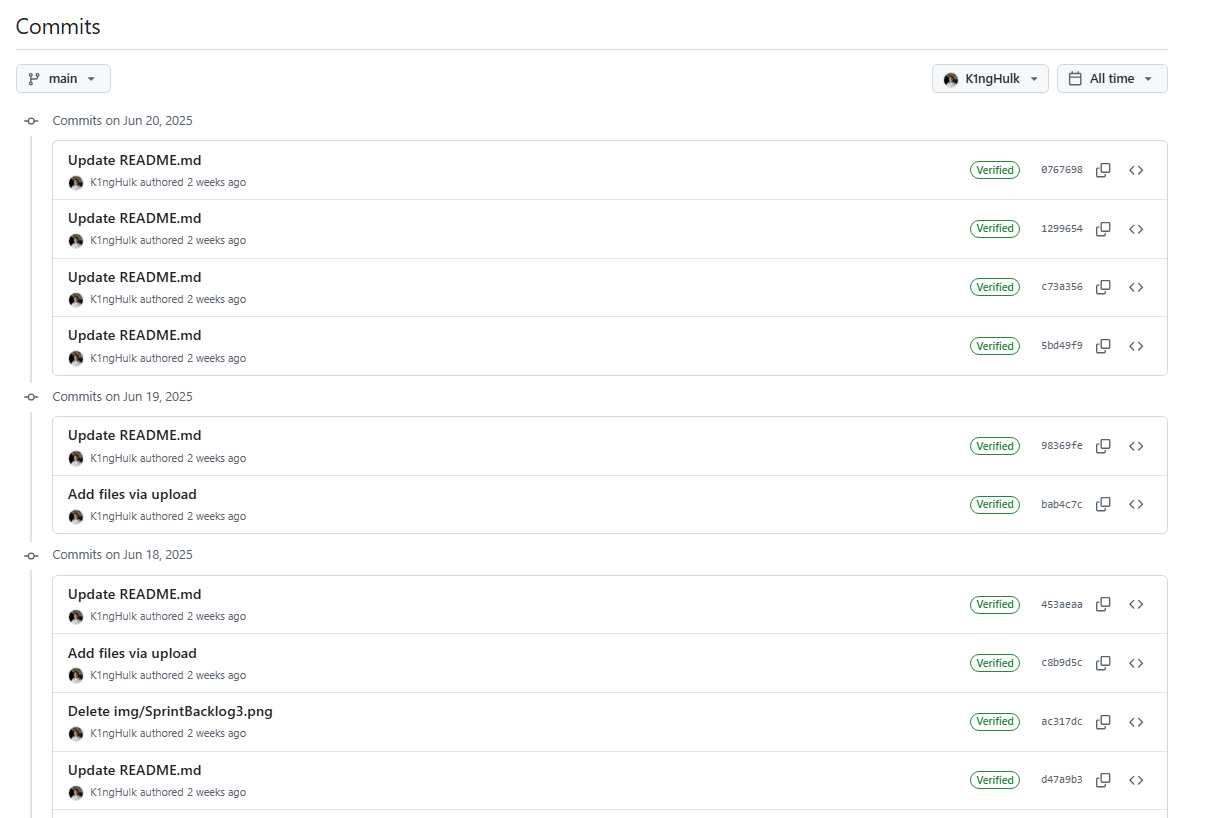 Commits
main
K1ngHulk
All time
Commits on Jun 20, 2025
Update README.md
K1ngHulk authored 2 weeks ago
Verified
0767698
Update README.md
K1ngHulk authored 2 weeks ago
Verified
1299654
Update README.md
K1ngHulk authored 2 weeks ago
Verified
c73a356
Update README.md
K1ngHulk authored 2 weeks ago
Verified
5bd49f9
Commits on Jun 19, 2025
Update README.md
K1ngHulk authored 2 weeks ago
Verified
98369fe
Add files via upload
K1ngHulk authored 2 weeks ago
Verified
bab4c7c
Commits on Jun 18, 2025
Update README.md
K1ngHulk authored 2 weeks ago
Verified
453aeaa
Add files via upload
K1ngHulk authored 2 weeks ago
Verified
c8b9d5c
Delete img/SprintBacklog3.png
K1ngHulk authored 2 weeks ago
Verified
ac317dc
Update README.md
K1ngHulk authored 2 weeks ago
Verified
d47a9b3